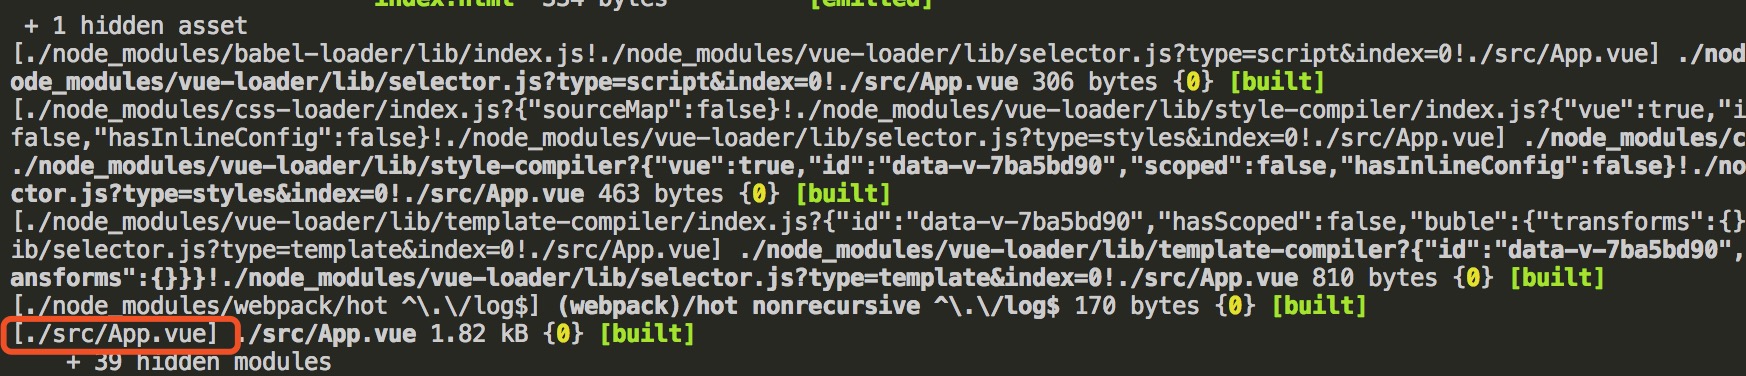 index.html  334 bytes          [emitted]
 + 1 hidden asset
[./node_modules/babel-loader/lib/index.js!./node_modules/vue-loader/lib/selector.js?type=script&index=0!./src/App.vue] ./nod
ode_modules/vue-loader/lib/selector.js?type=script&index=0!./src/App.vue 306 bytes {0} [built]
[./node_modules/css-loader/index.js?{"sourceMap":false}!./node_modules/vue-loader/lib/style-compiler/index.js?{"vue":true,"i
false,"hasInlineConfig":false}!./node_modules/vue-loader/lib/selector.js?type=styles&index=0!./src/App.vue] ./node_modules/c
./node_modules/vue-loader/lib/style-compiler?{"vue":true,"id":"data-v-7ba5bd90","scoped":false,"hasInlineConfig":false}!./no
ctor.js?type=styles&index=0!./src/App.vue 463 bytes {0} [built]
[./node_modules/vue-loader/lib/template-compiler/index.js?{"id":"data-v-7ba5bd90","hasScoped":false,"buble":{"transforms":{}
ib/selector.js?type=template&index=0!./src/App.vue] ./node_modules/vue-loader/lib/template-compiler?{"id":"data-v-7ba5bd90",
ansforms":{}}}!./node_modules/vue-loader/lib/selector.js?type=template&index=0!./src/App.vue 810 bytes {0} [built]
[./node_modules/webpack/hot ^\.\/log$] (webpack)/hot nonrecursive ^\.\/log$ 170 bytes {0} [built]
[./src/App.vue] ./src/App.vue 1.82 kB {0} [built]
    + 39 hidden modules